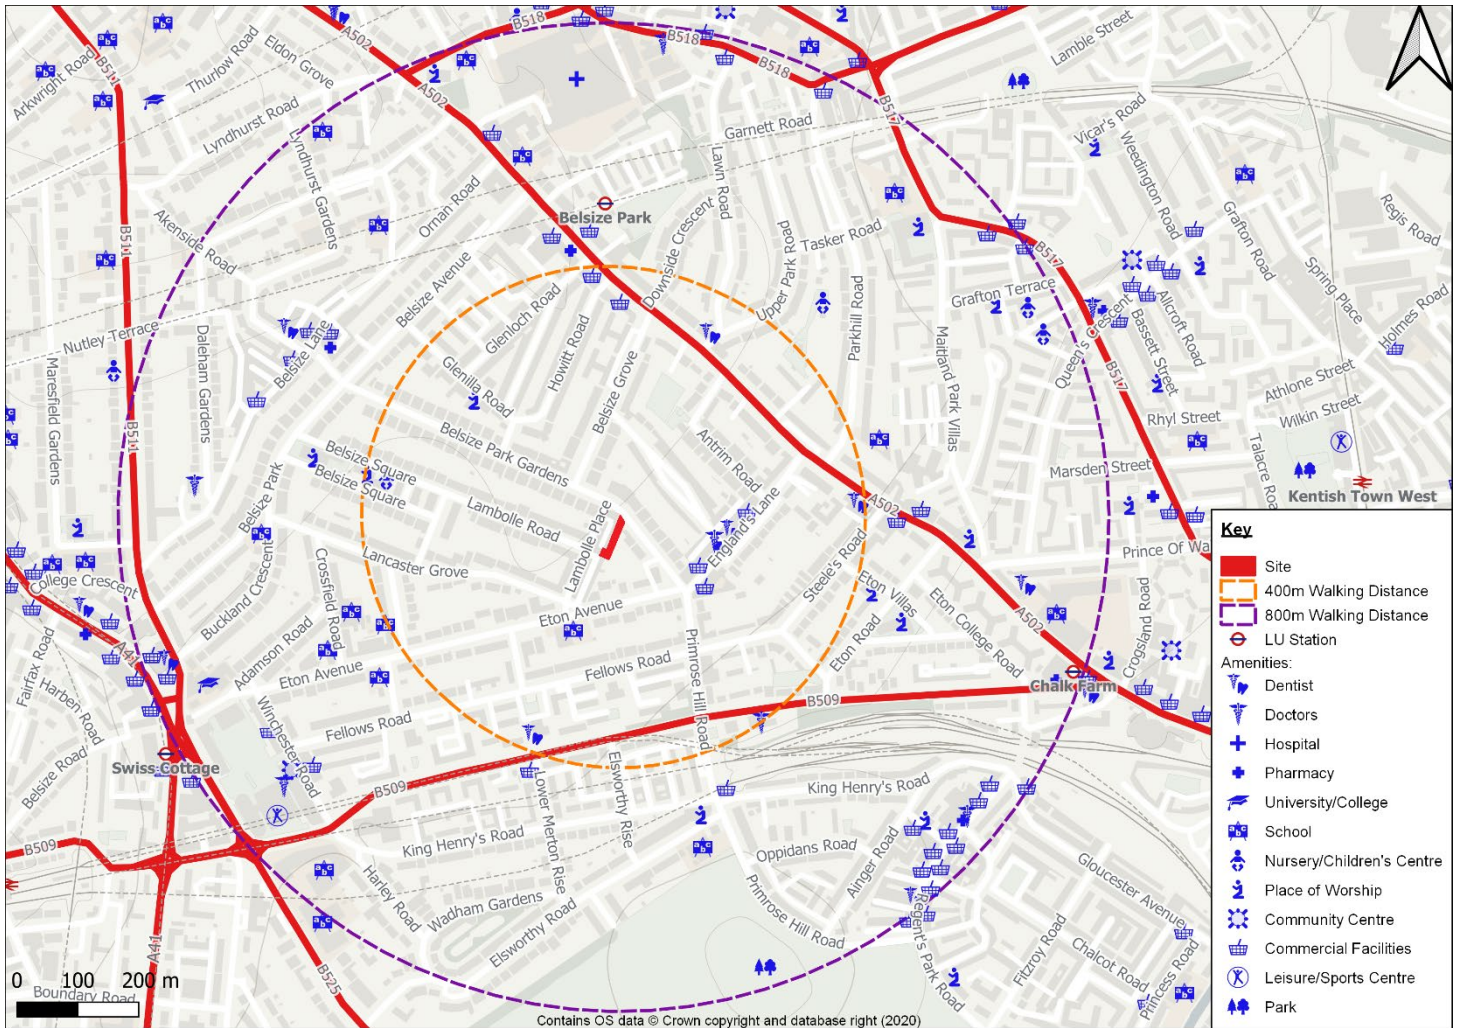 Arkwright Road
Thurlow Road
Eldon Grove
A502
B518
B518
B518
Lamble Street
B511
Lyndhurst Road
A502
Lyndhurst Gardens
Garnett Road
B517
Vicar's Road
Weedington Road
Lawn Road
Ornan Road
Belsize Park
Akenside Road
B511
Downside Crescent
Upper Park Road
Tasker Road
Parkhill Road
B517
Grafton Road
Regis Road
Spring Place
Holmes Road
Belsize Avenue
Glenloch Road
Grafton Terrace
Nutley Terrace
Daleham Gardens
Belsize Lane
Howitt Road
Belsize Grove
Glenilla Road
Maitland Park Villas
Queen's Crescent
Bassett Street
Allcroft Road
B517
Athlone Street
Wilkin Street
Maresfield Gardens
B511
Belsize Park Gardens
Antrim Road
Rhyl Street
Talacre Road
Belsize Square
Belsize Square
Marsden Street
Kentish Town West
Belsize Park
Lambolle Road
Lambolle Place
England's Lane
A502
Lancaster Grove
Steele's Road
Prince Of Wa
College Crescent
Buckland Crescent
Crossfield Road
Eton Avenue
Eton Villas
Eton College Road
A502
Crogsland Road
Fairfax Road
A41
Adamson Road
Eton Avenue
Fellows Road
Primrose Hill Road
Eton Road
Chalk Farm
Harben Road
Winchester Road
Fellows Road
B509
Belsize Road
Swiss Cottage
B509
Lower Merton Rise
Elsworthy Rise
King Henry's Road
B509
King Henry's Road
Oppidans Road
Ainger Road
Harley Road
Wadham Gardens
Elsworthy Road
Primrose Hill Road
Regent's Park Road
Gloucester Avenue
Fitzroy Road
Chalcot Road
Princess Road
A41
B525
Boundary Road
0 100 200 m
Contains OS data © Crown copyright and database right (2020)
Key
Site
400m Walking Distance
800m Walking Distance
LU Station
Amenities:
Dentist
Doctors
Hospital
Pharmacy
University/College
School
Nursery/Children's Centre
Place of Worship
Community Centre
Commercial Facilities
Leisure/Sports Centre
Park